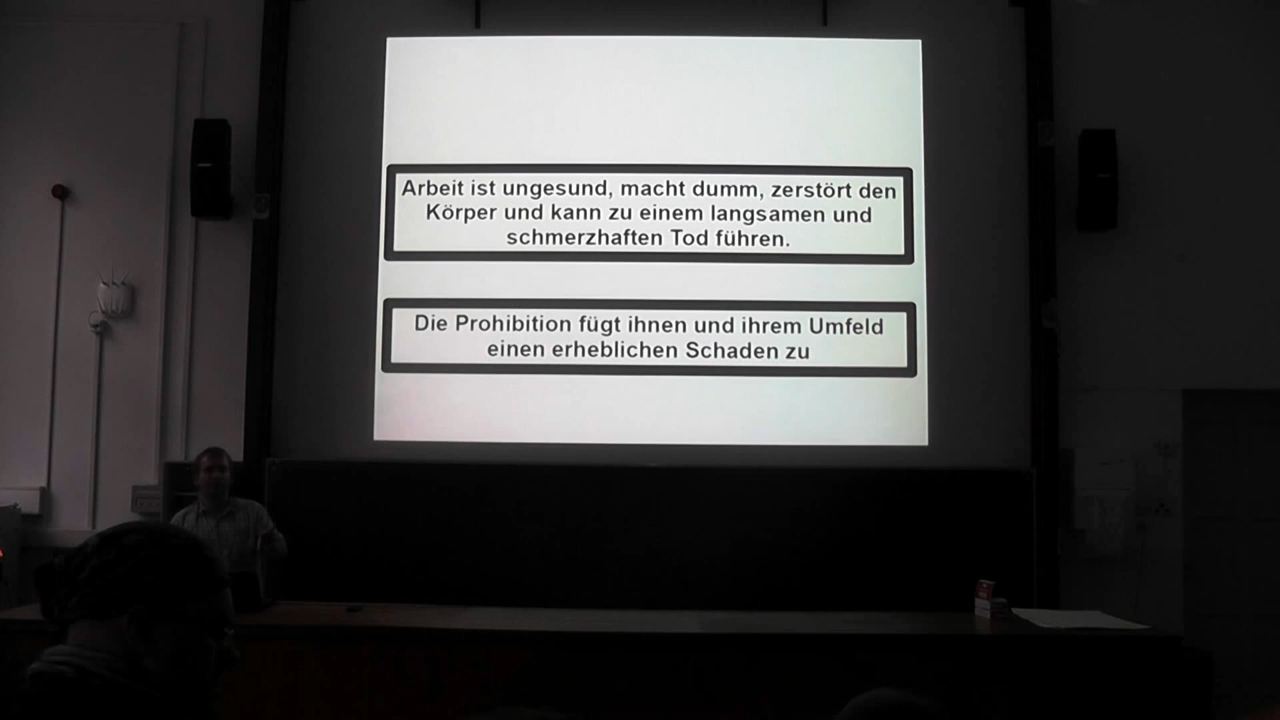 Arbeit ist ungesund, macht dumm, zerstört den
Körper und kann zu einem langsamen und
schmerzhaften Tod führen.
Die Prohibition fügt ihnen und ihrem Umfeld
einen erheblichen Schaden zu